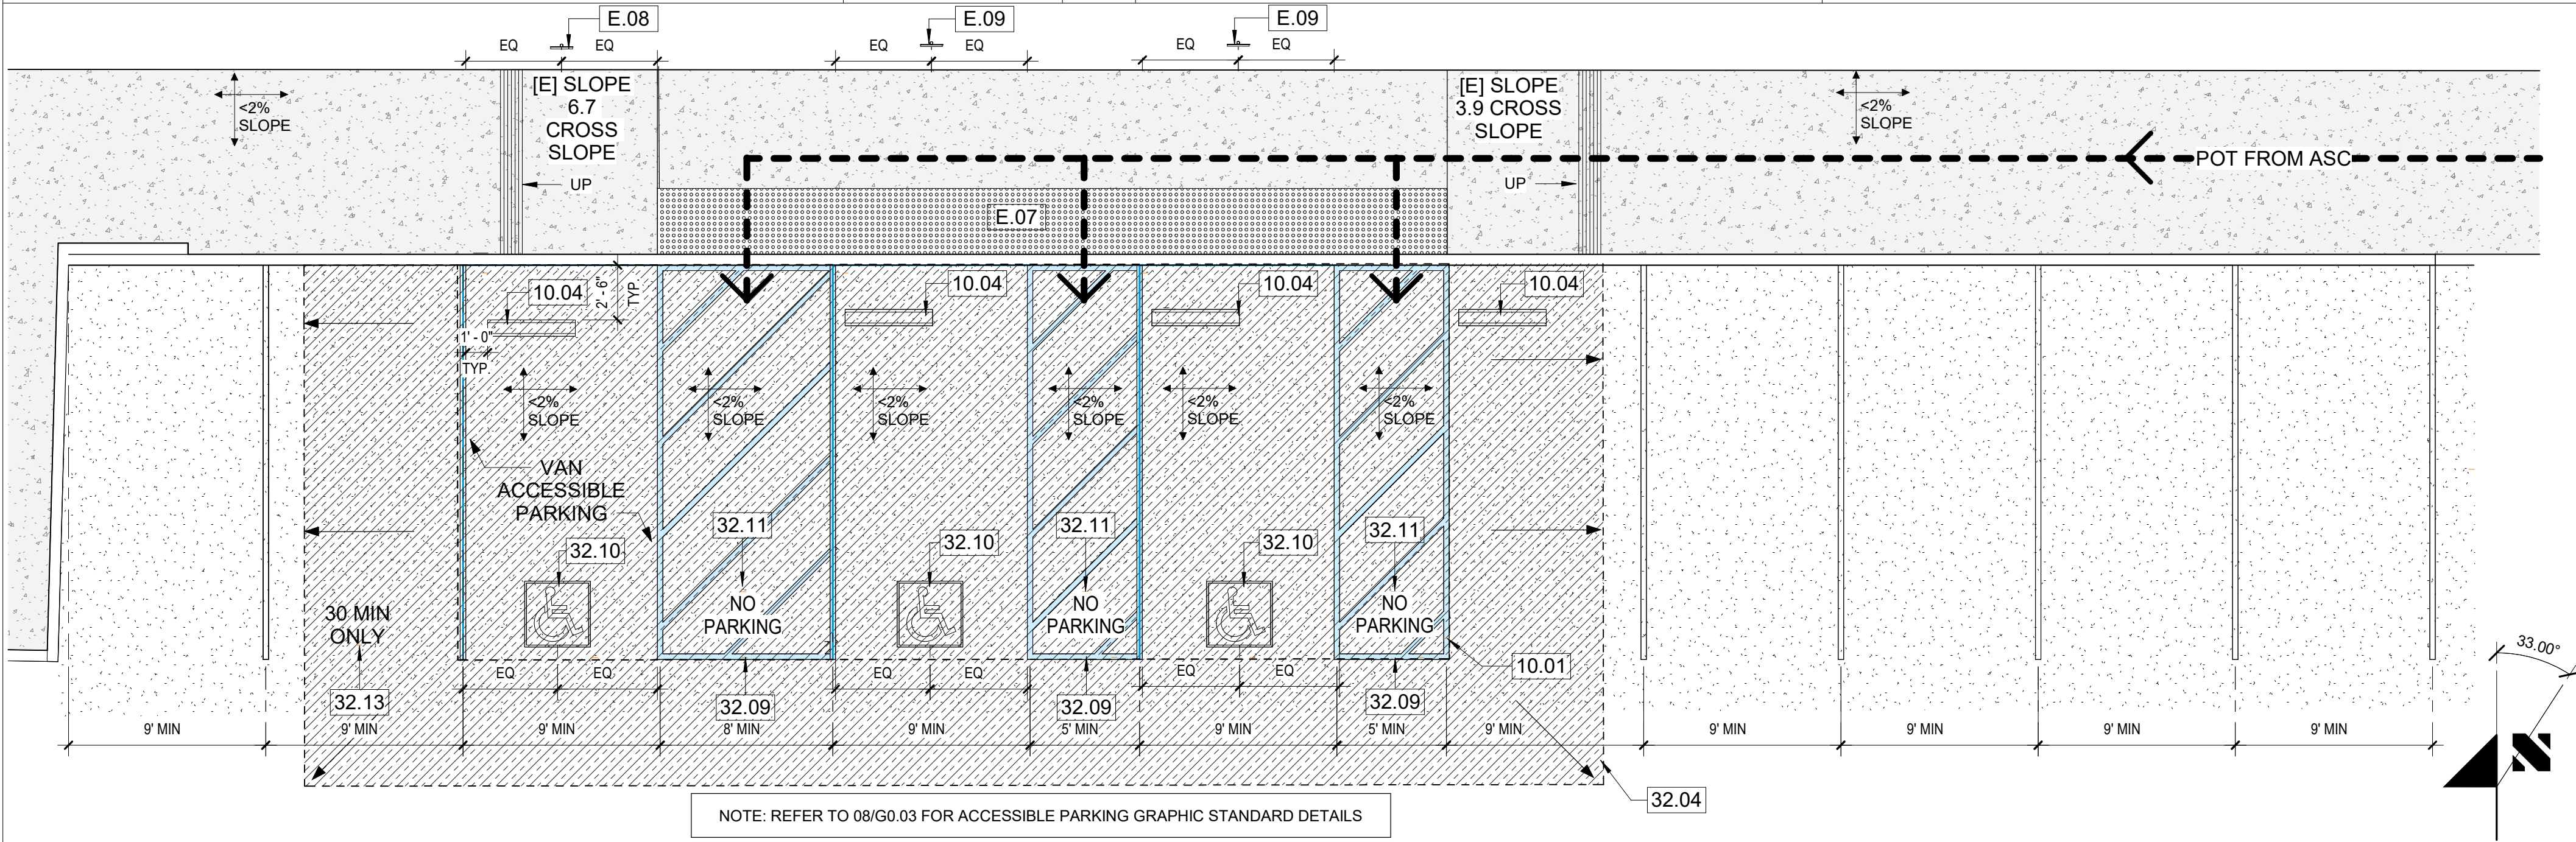 E.08
E.09
E.09
EQ
EQ
EQ
EQ
EQ
EQ
<2%
SLOPE
[E] SLOPE
6.7
CROSS
SLOPE
UP
[E] SLOPE
3.9 CROSS
SLOPE
UP
<2%
SLOPE
POT FROM ASC
E.07
10.04
2' - 6"
TYP
10.04
10.04
10.04
1' - 0"
TYP.
<2%
SLOPE
<2%
SLOPE
<2%
SLOPE
<2%
SLOPE
<2%
SLOPE
<2%
SLOPE
VAN
ACCESSIBLE
PARKING
32.11
32.11
32.11
32.10
32.10
32.10
30 MIN
ONLY
NO
PARKING
NO
PARKING
NO
PARKING
33.00°
10.01
EQ
EQ
EQ
EQ
EQ
EQ
32.13
32.09
32.09
32.09
9' MIN
9' MIN
9' MIN
8' MIN
9' MIN
5' MIN
9' MIN
5' MIN
9' MIN
9' MIN
9' MIN
9' MIN
9' MIN
N
32.04
NOTE: REFER TO 08/G0.03 FOR ACCESSIBLE PARKING GRAPHIC STANDARD DETAILS